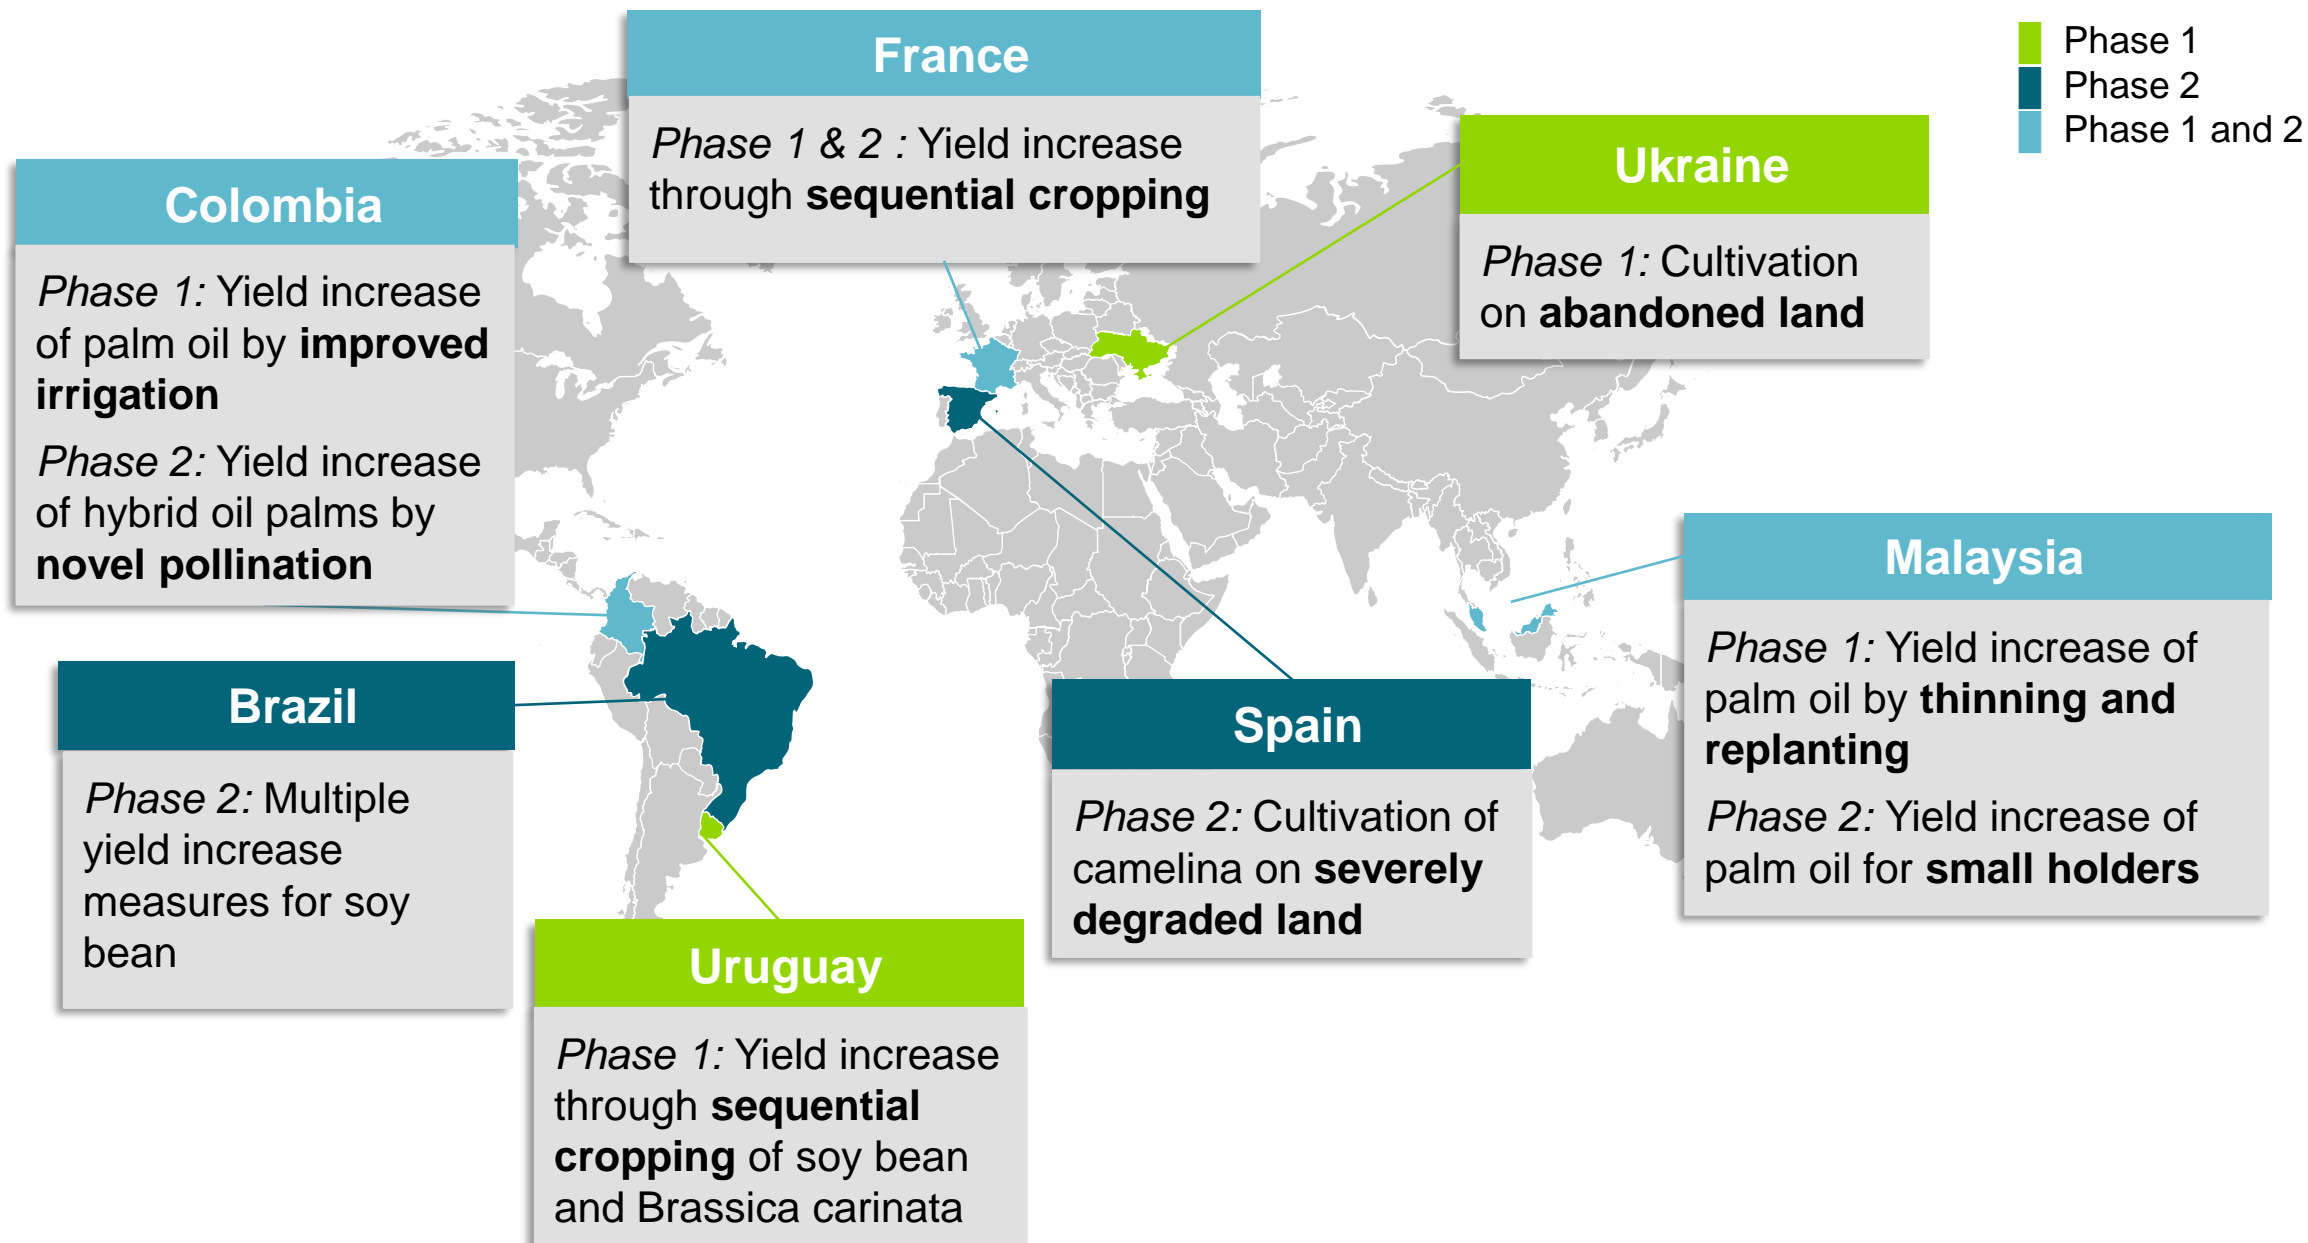 France
Phase 1 & 2 : Yield increase
through sequential cropping
Phase 1
Phase 2
Phase 1 and 2
Ukraine
Phase 1: Cultivation
on abandoned land
Colombia
Phase 1: Yield increase
of palm oil by improved
irrigation
Phase 2: Yield increase
of hybrid oil palms by
novel pollination
Malaysia
Phase 1: Yield increase of
palm oil by thinning and
replanting
Phase 2: Yield increase of
palm oil for small holders
Brazil
Phase 2: Multiple
yield increase
measures for soy
bean
Spain
Phase 2: Cultivation of
camelina on severely
degraded land
Uruguay
Phase 1: Yield increase
through sequential
cropping of soy bean
and Brassica carinata